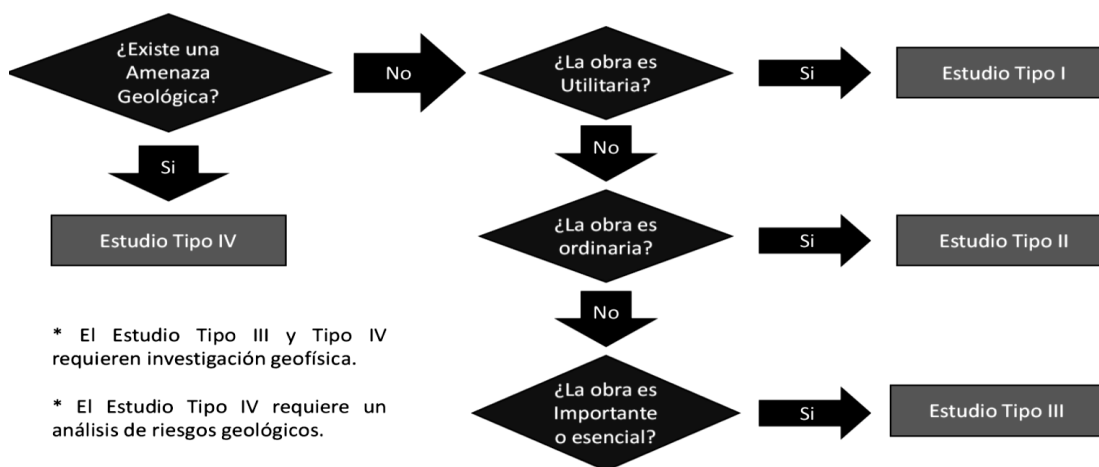 ¿Existe una
Amenaza
Geológica?
No
¿La obra es
Utilitaria?
Si
Estudio Tipo I
Si
No
Estudio Tipo IV
¿La obra es
ordinaria?
Si
Estudio Tipo II
No
* El Estudio Tipo III y Tipo IV
requieren investigación geofísica.
* El Estudio Tipo IV requiere un
análisis de riesgos geológicos.
¿La obra es
Importante
o esencial?
Si
Estudio Tipo III